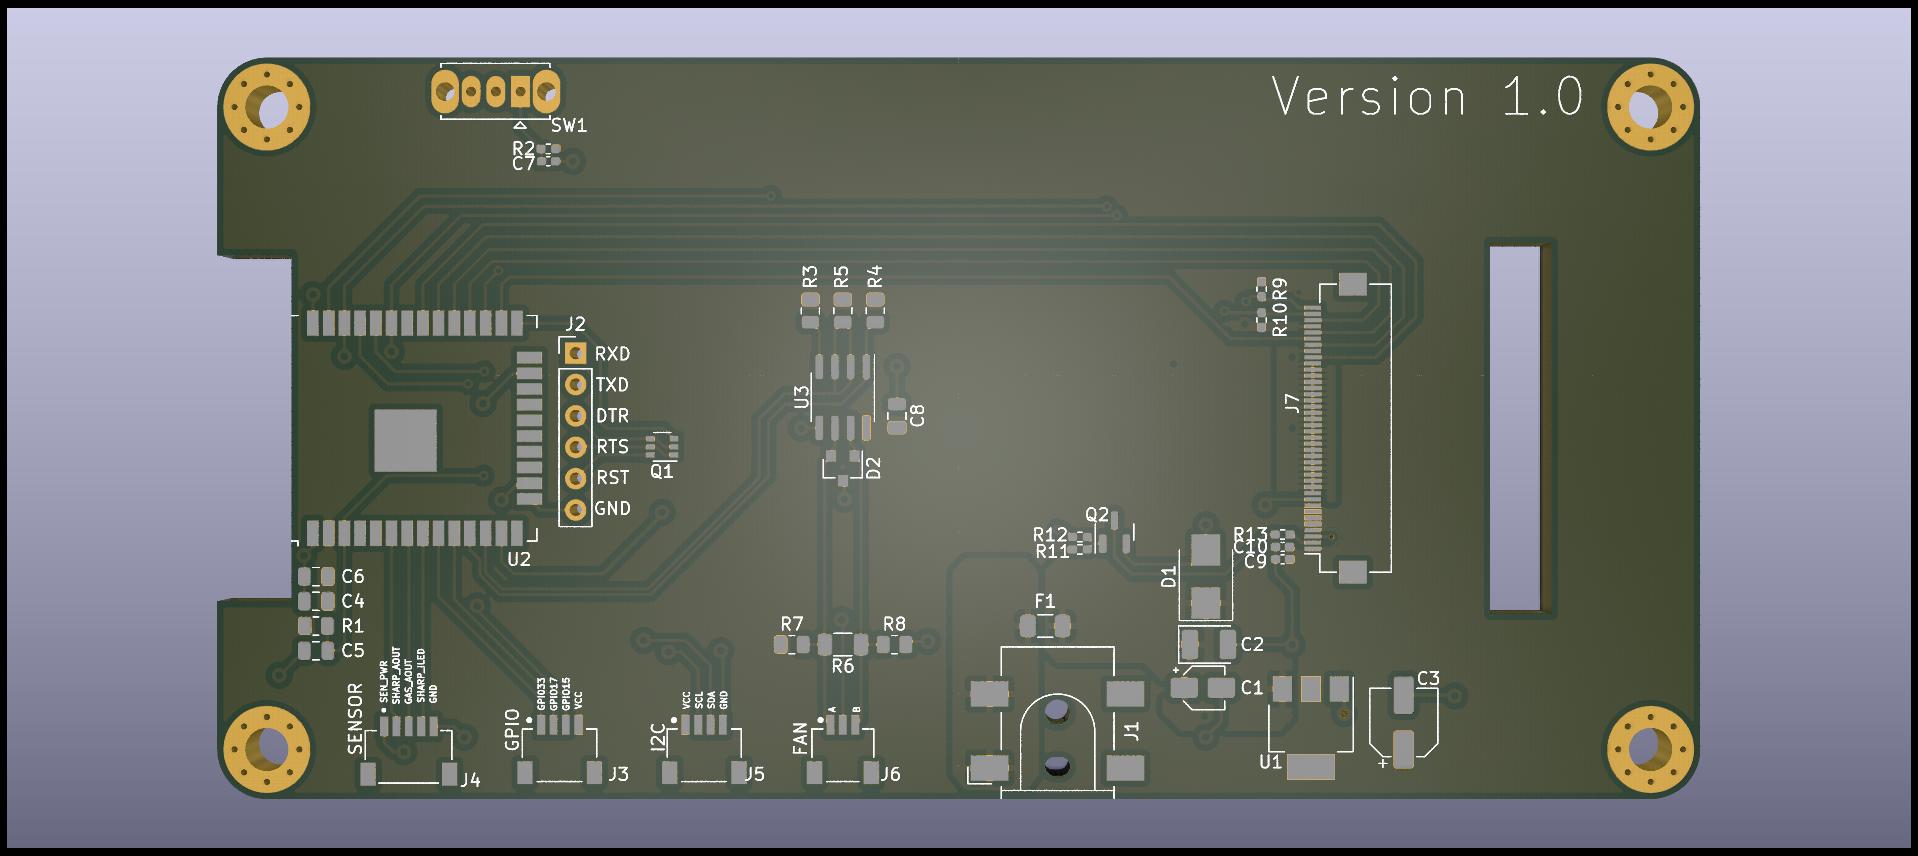 Version 1.0
SW1
R2
C7
R3
R5
R4
R9
R10
J2
RXD
TXD
DTR
RTS
RST
GND
U3
C8
J7
Q1
D2
Q2
R12
R11
R13
C10
C9
U2
D1
C6
C4
R1
C5
F1
R7
R8
R6
C2
C1
C3
SEN_PWR
SHARP_AOUT
GAS_AOUT
SHARP_ILED
GND
SENSOR
J4
GPIO33
GPIO17
GPIO15
VCC
GPIO
J3
VCC
SCL
SDA
GND
I2C
J5
A
B
FAN
J6
J1
U1